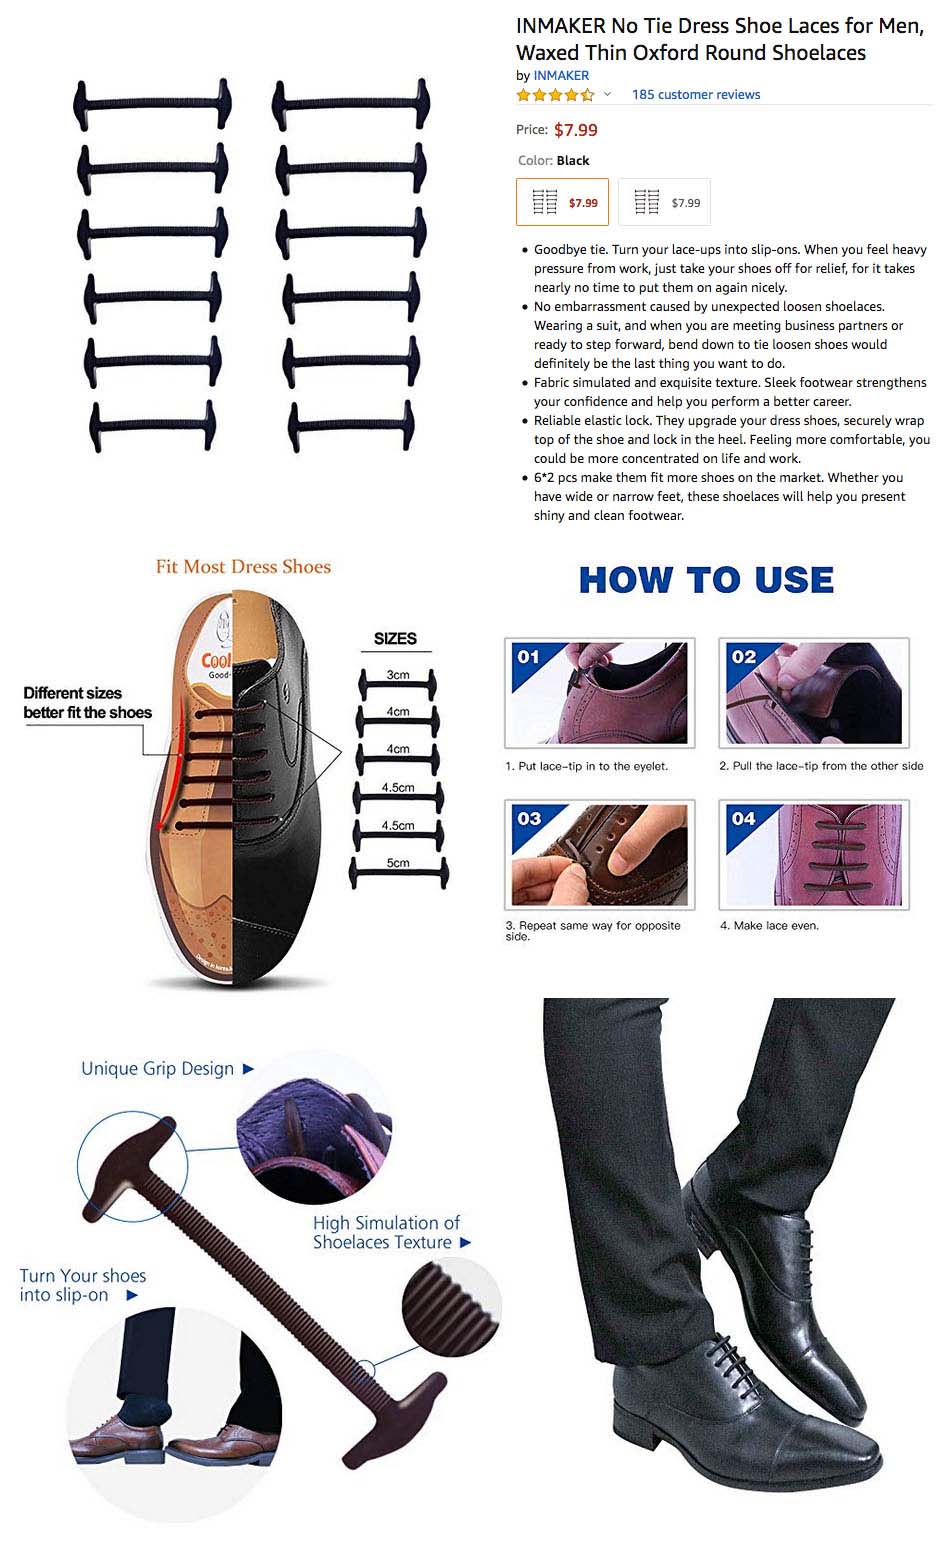 INMAKER No Tie Dress Shoe Laces for Men,
Waxed Thin Oxford Round Shoelaces
by INMAKER
185 customer reviews
Price: $7.99
Color: Black
$7.99
$7.99
• Goodbye tie. Turn your lace-ups into slip-ons. When you feel heavy
pressure from work, just take your shoes off for relief, for it takes
nearly no time to put them on again nicely.
• No embarrassment caused by unexpected loosen shoelaces.
Wearing a suit, and when you are meeting business partners or
ready to step forward, bend down to tie loosen shoes would
definitely be the last thing you want to do.
• Fabric simulated and exquisite texture. Sleek footwear strengthens
your confidence and help you perform a better career.
• Reliable elastic lock. They upgrade your dress shoes, securely wrap
top of the shoe and lock in the heel. Feeling more comfortable, you
could be more concentrated on life and work.
• 6*2 pcs make them fit more shoes on the market. Whether you
have wide or narrow feet, these shoelaces will help you present
shiny and clean footwear.
Fit Most Dress Shoes
SIZES
3cm
4cm
4cm
4.5cm
4.5cm
5cm
Different sizes
better fit the shoes
Cool
Good-
HOW TO USE
01
02
1. Put lace-tip in to the eyelet.
2. Pull the lace-tip from the other side
03
04
3. Repeat same way for opposite
side.
4. Make lace even.
Unique Grip Design ►
High Simulation of
Shoelaces Texture ►
Turn Your shoes
into slip-on ►